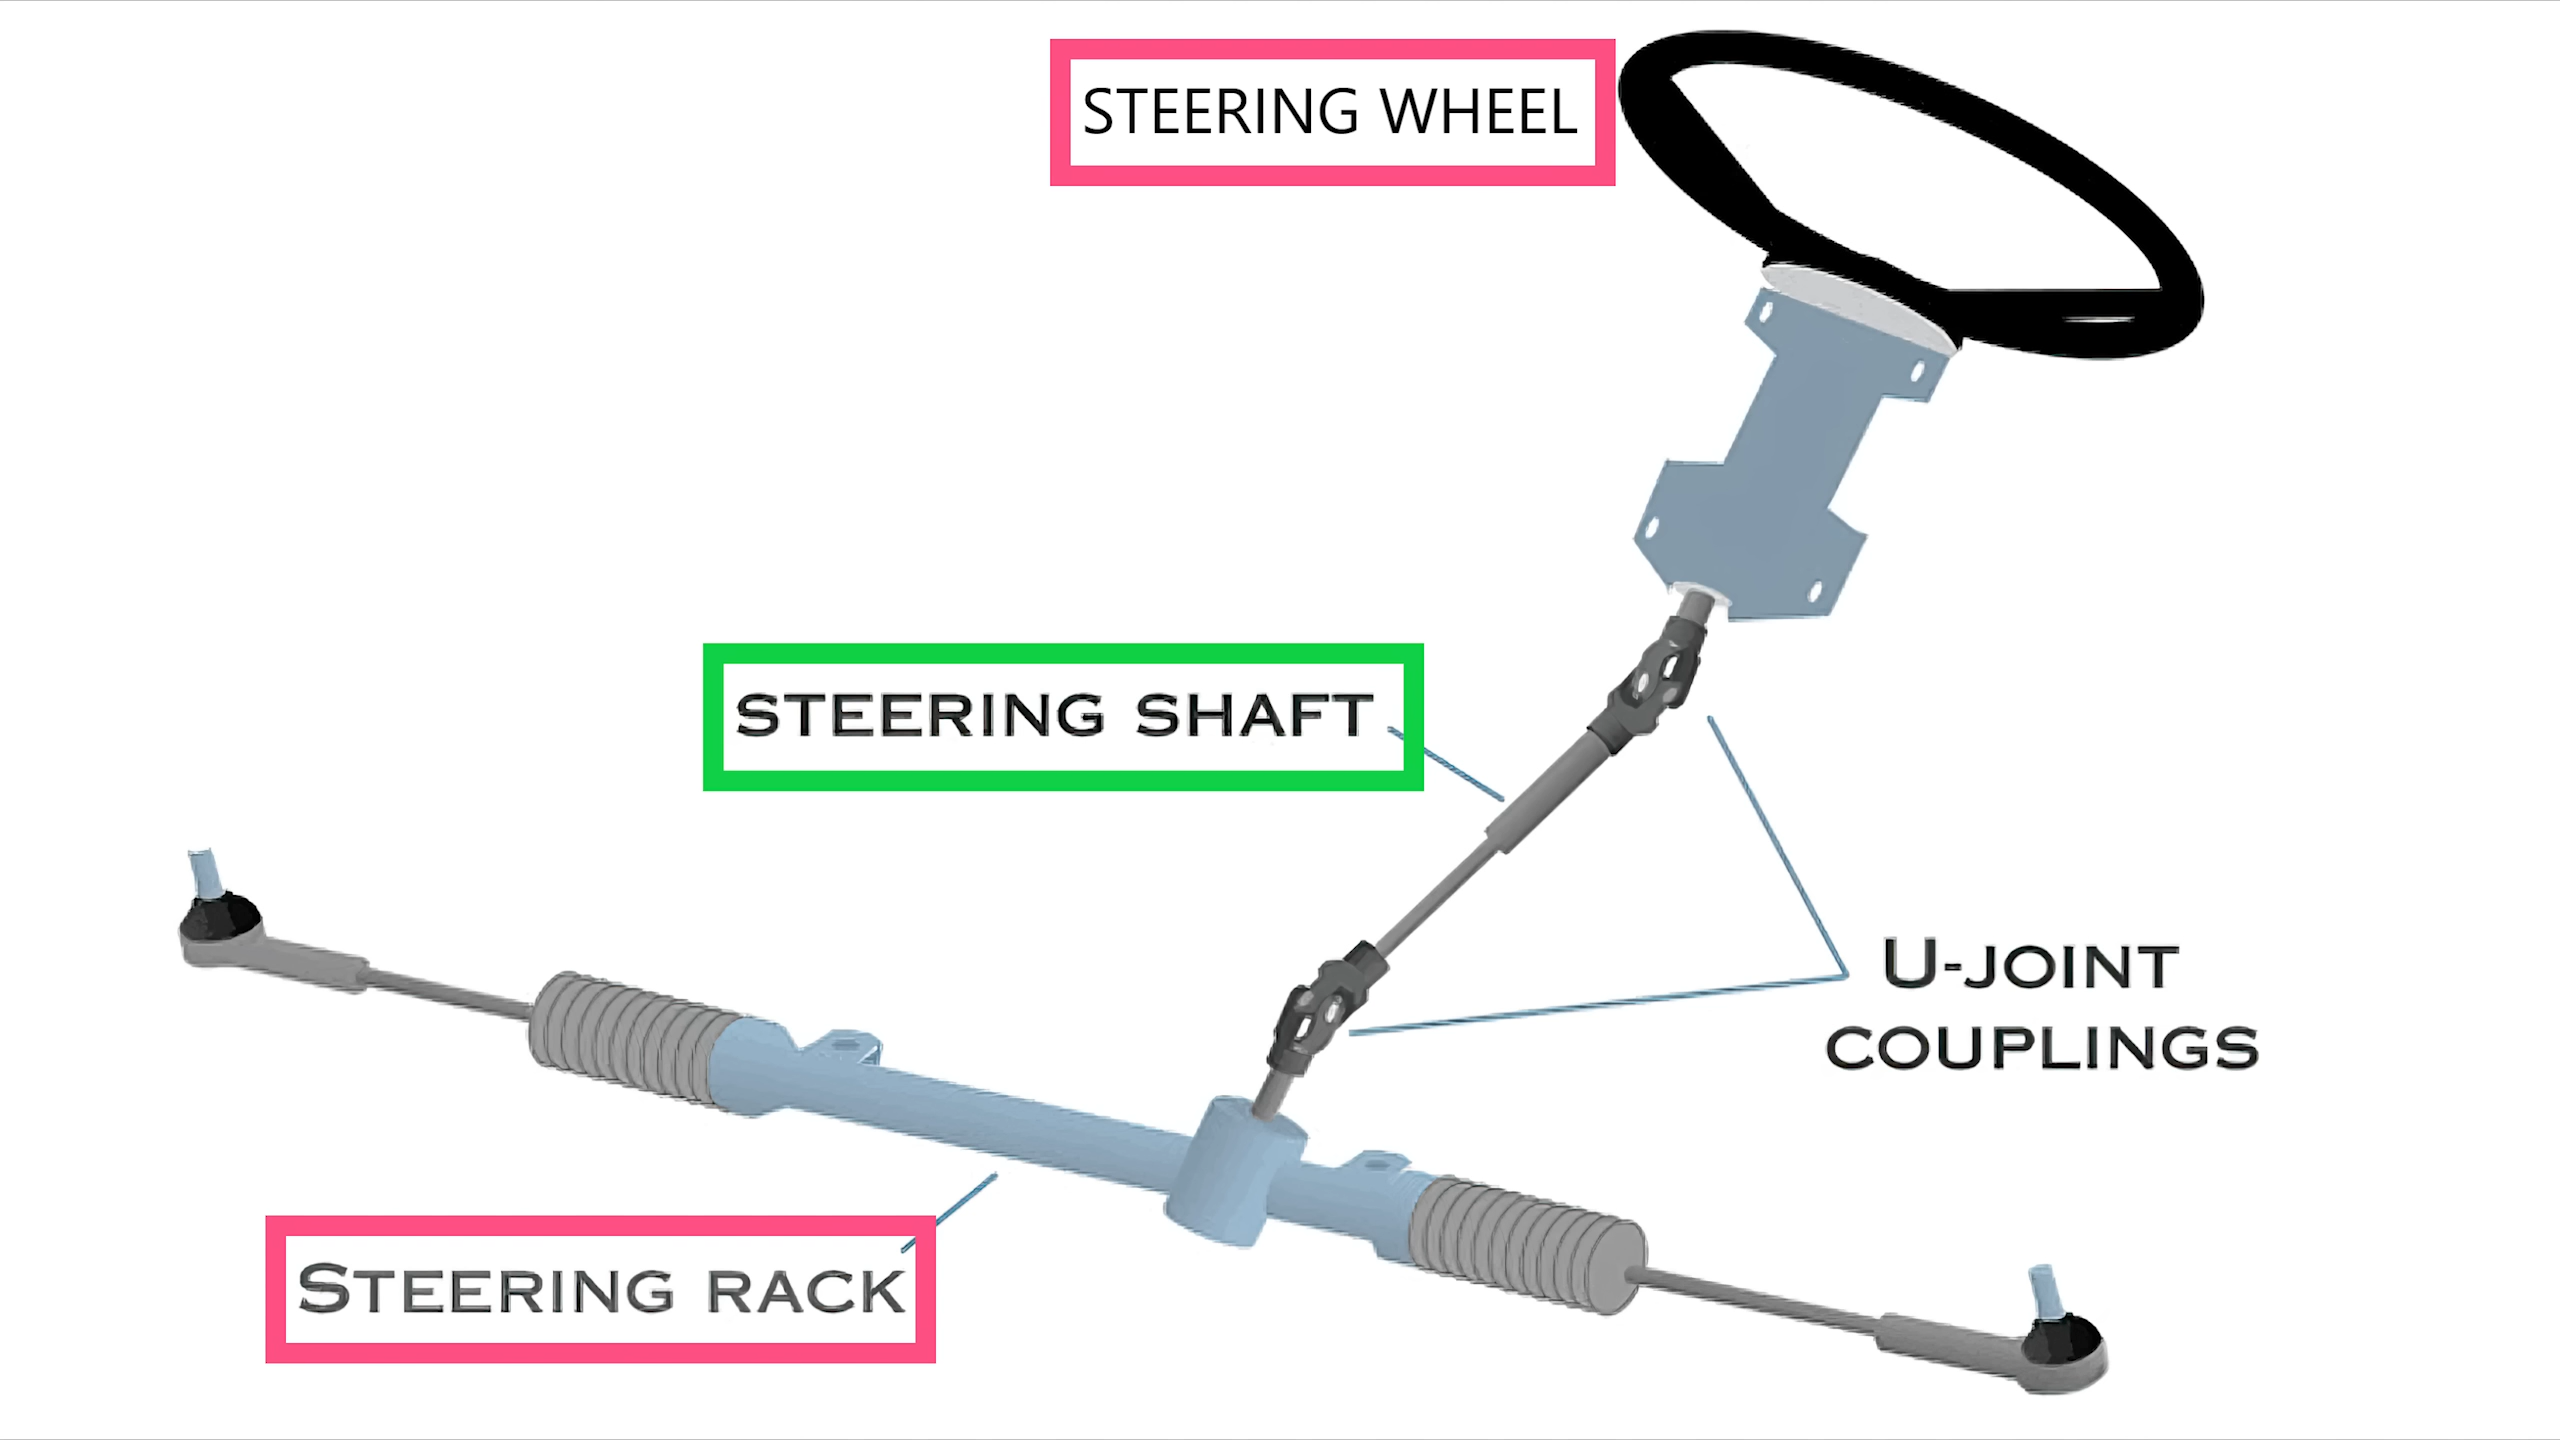 STEERING WHEEL
STEERING SHAFT
U-JOINT
COUPLINGS
STEERING RACK